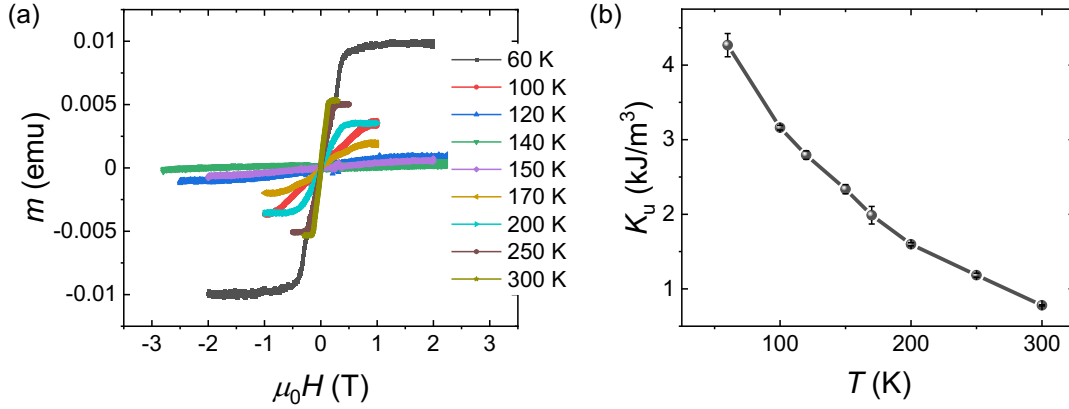 (a)
0.01
0.005
0
-0.005
-0.01
m (emu)
-3 -2 -1 0 1 2 3
μ₀H (T)
60 K
100 K
120 K
140 K
150 K
170 K
200 K
250 K
300 K
(b)
4
3
2
1
Kᵤ (kJ/m³)
100 200 300
T (K)